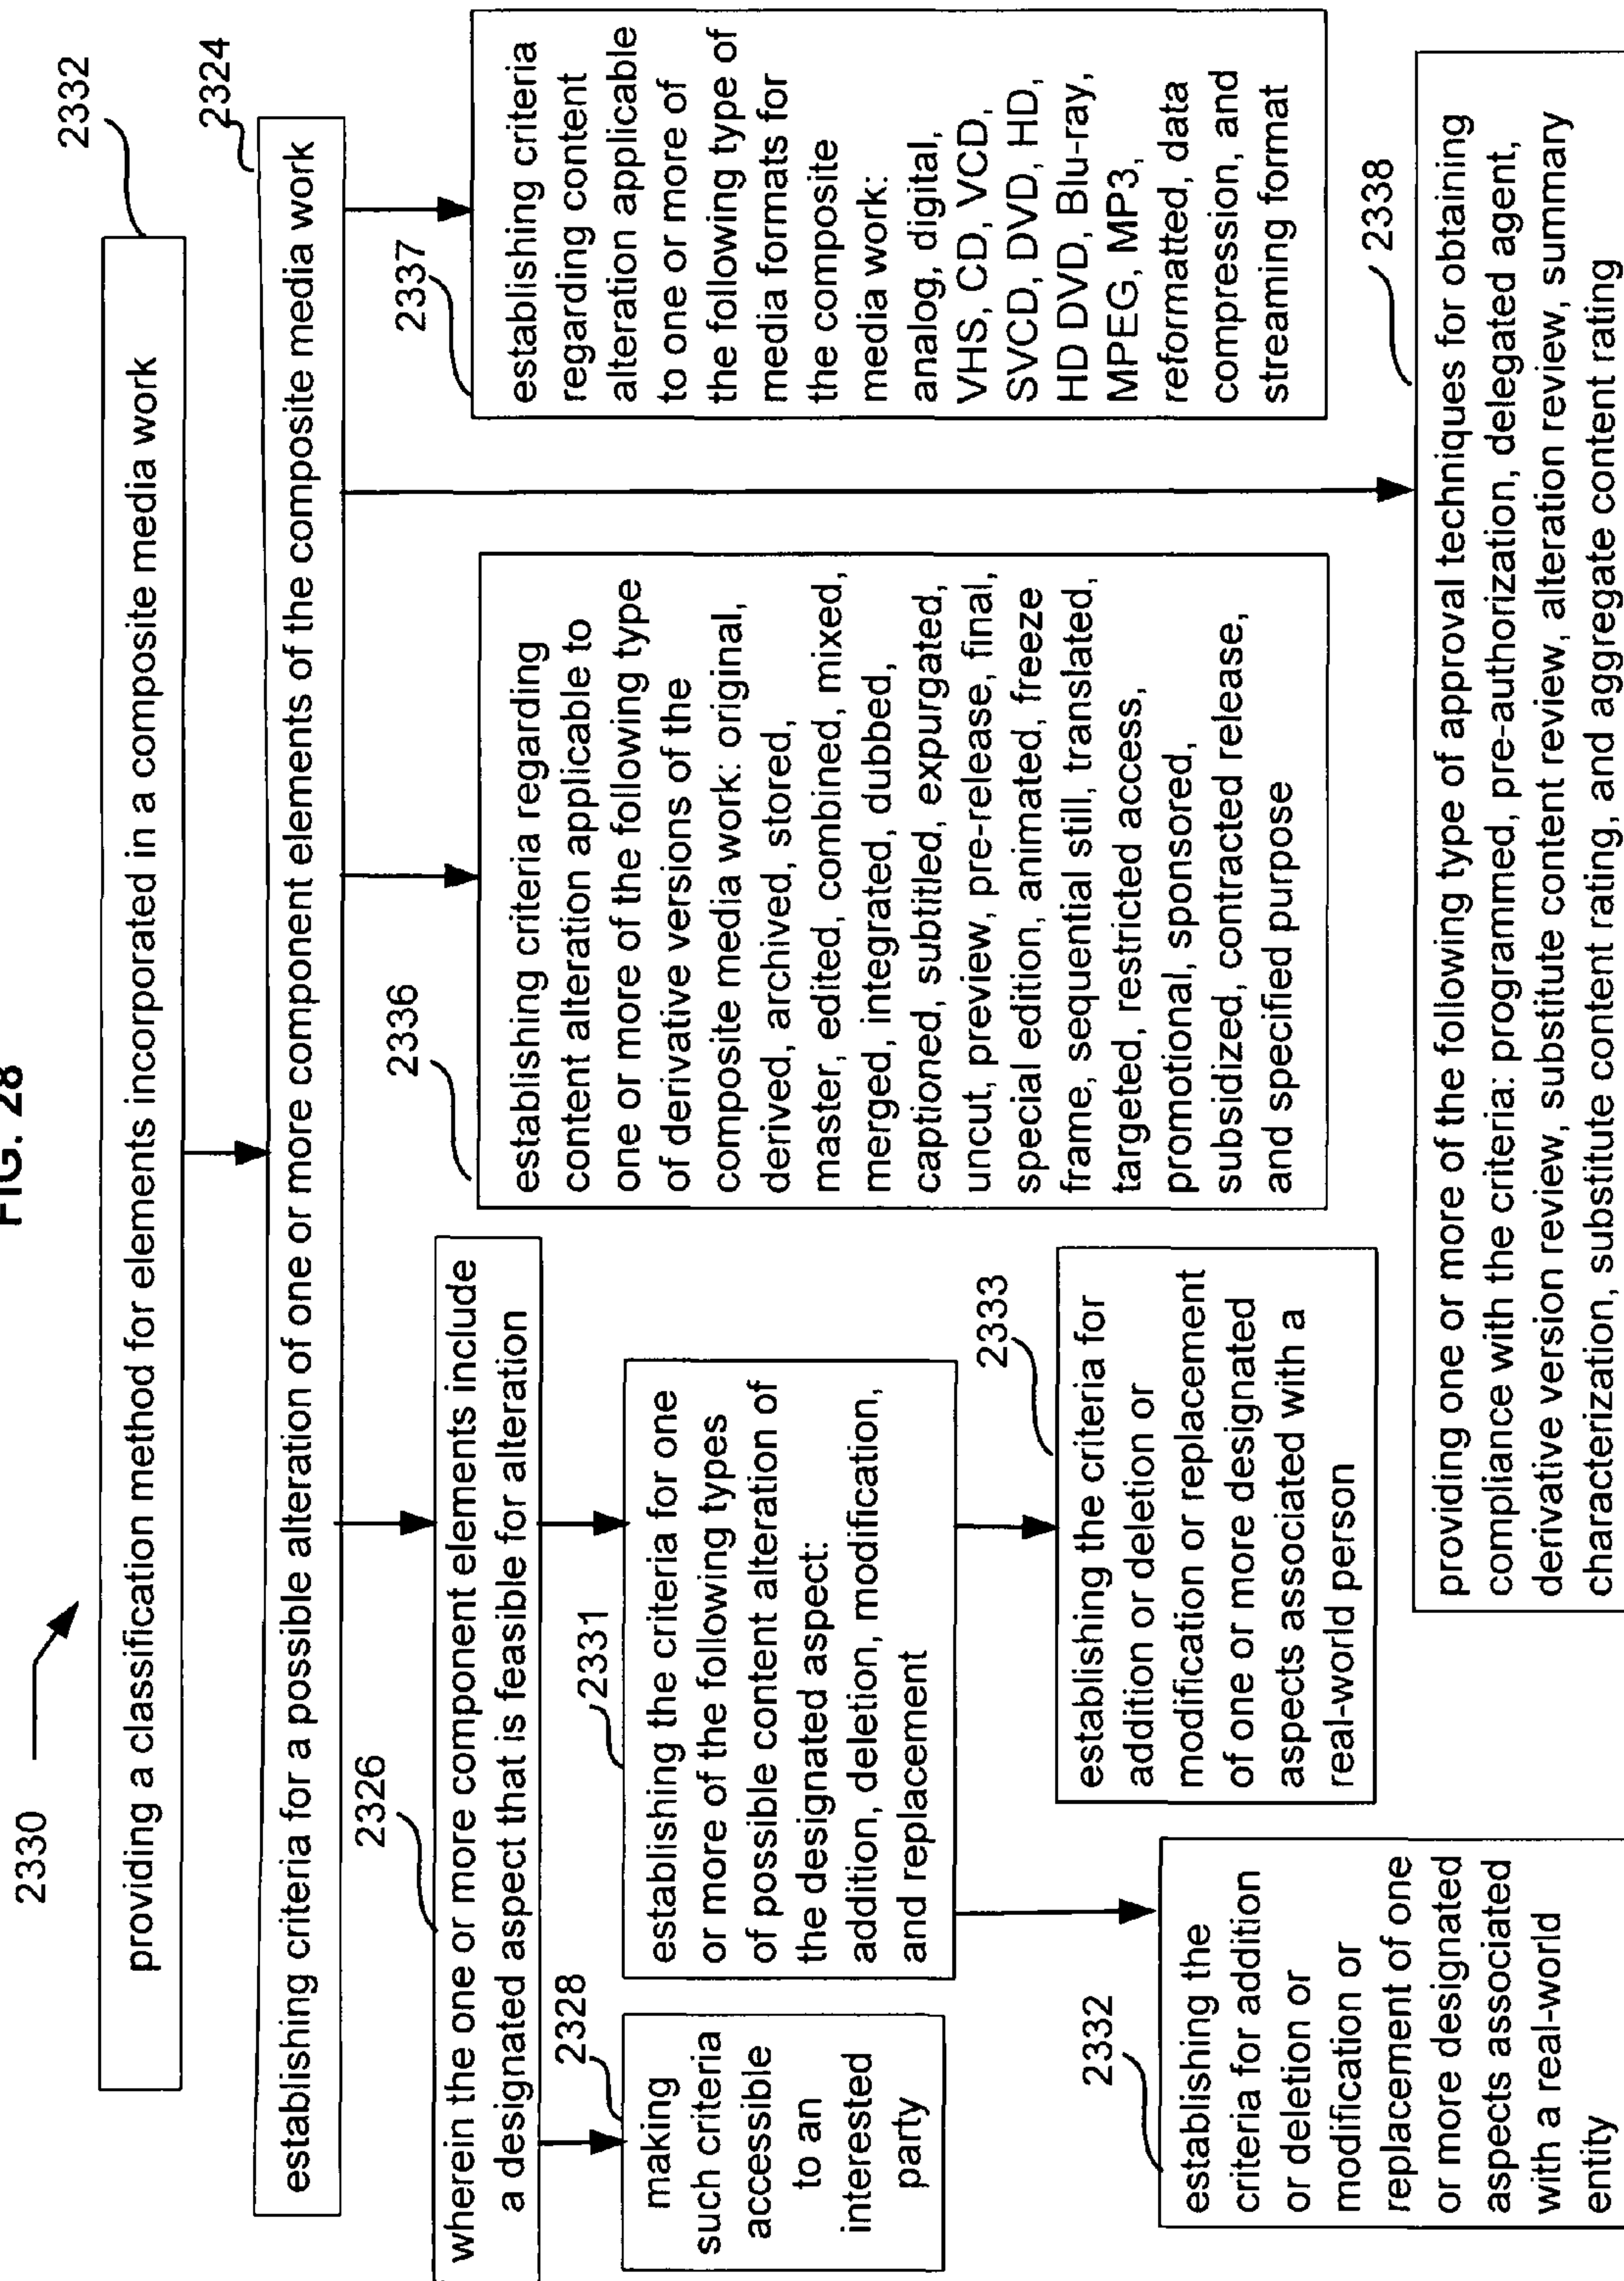 FIG. 28
2330
2332
providing a classification method for elements incorporated in a composite media work
2324
establishing criteria for a possible alteration of one or more component elements of the composite media work
2326
wherein the one or more component elements include
a designated aspect that is feasible for alteration
2328
making
such criteria
accessible
to an
interested
party
2331
establishing the criteria for one
or more of the following types
of possible content alteration of
the designated aspect:
addition, deletion, modification,
and replacement
2332
establishing the
criteria for addition
or deletion or
modification or
replacement of one
or more designated
aspects associated
with a real-world
entity
2333
establishing the criteria for
addition or deletion or
modification or replacement
of one or more designated
aspects associated with a
real-world person
2336
establishing criteria regarding
content alteration applicable to
one or more of the following type
of derivative versions of the
composite media work: original,
derived, archived, stored,
master, edited, combined, mixed,
merged, integrated, dubbed,
captioned, subtitled, expurgated,
uncut, preview, pre-release, final,
special edition, animated, freeze
frame, sequential still, translated,
targeted, restricted access,
promotional, sponsored,
subsidized, contracted release,
and specified purpose
2337
establishing criteria
regarding content
alteration applicable
to one or more of
the following type of
media formats for
the composite
media work:
analog, digital,
VHS, CD, VCD,
SVCD, DVD, HD,
HD DVD, Blu-ray,
MPEG, MP3,
reformatted, data
compression, and
streaming format
2338
providing one or more of the following type of approval techniques for obtaining
compliance with the criteria: programmed, pre-authorization, delegated agent,
derivative version review, substitute content review, alteration review, summary
characterization, substitute content rating, and aggregate content rating